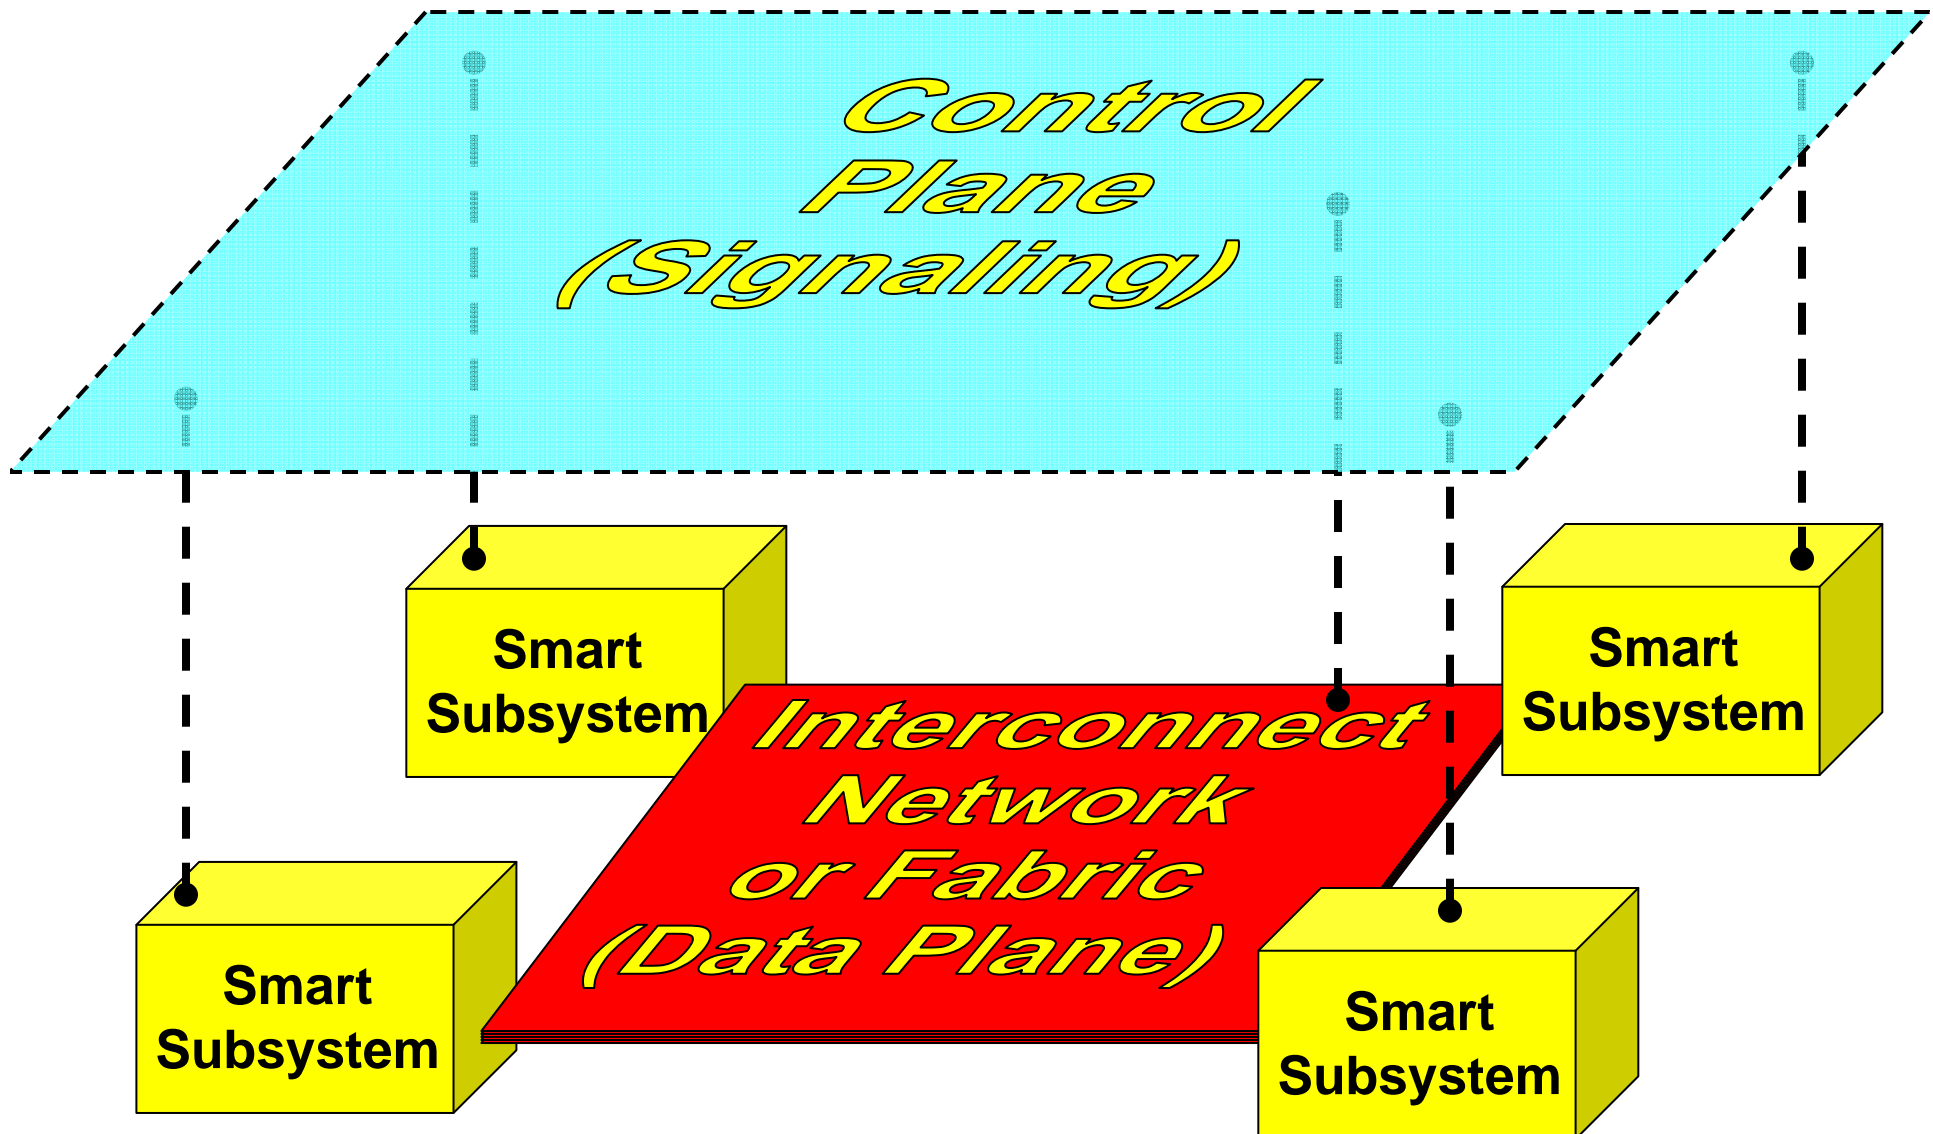 Control
Plane
(Signaling)
Smart
Subsystem
Smart
Subsystem
Interconnect
Network
or Fabric
(Data Plane)
Smart
Subsystem
Smart
Subsystem